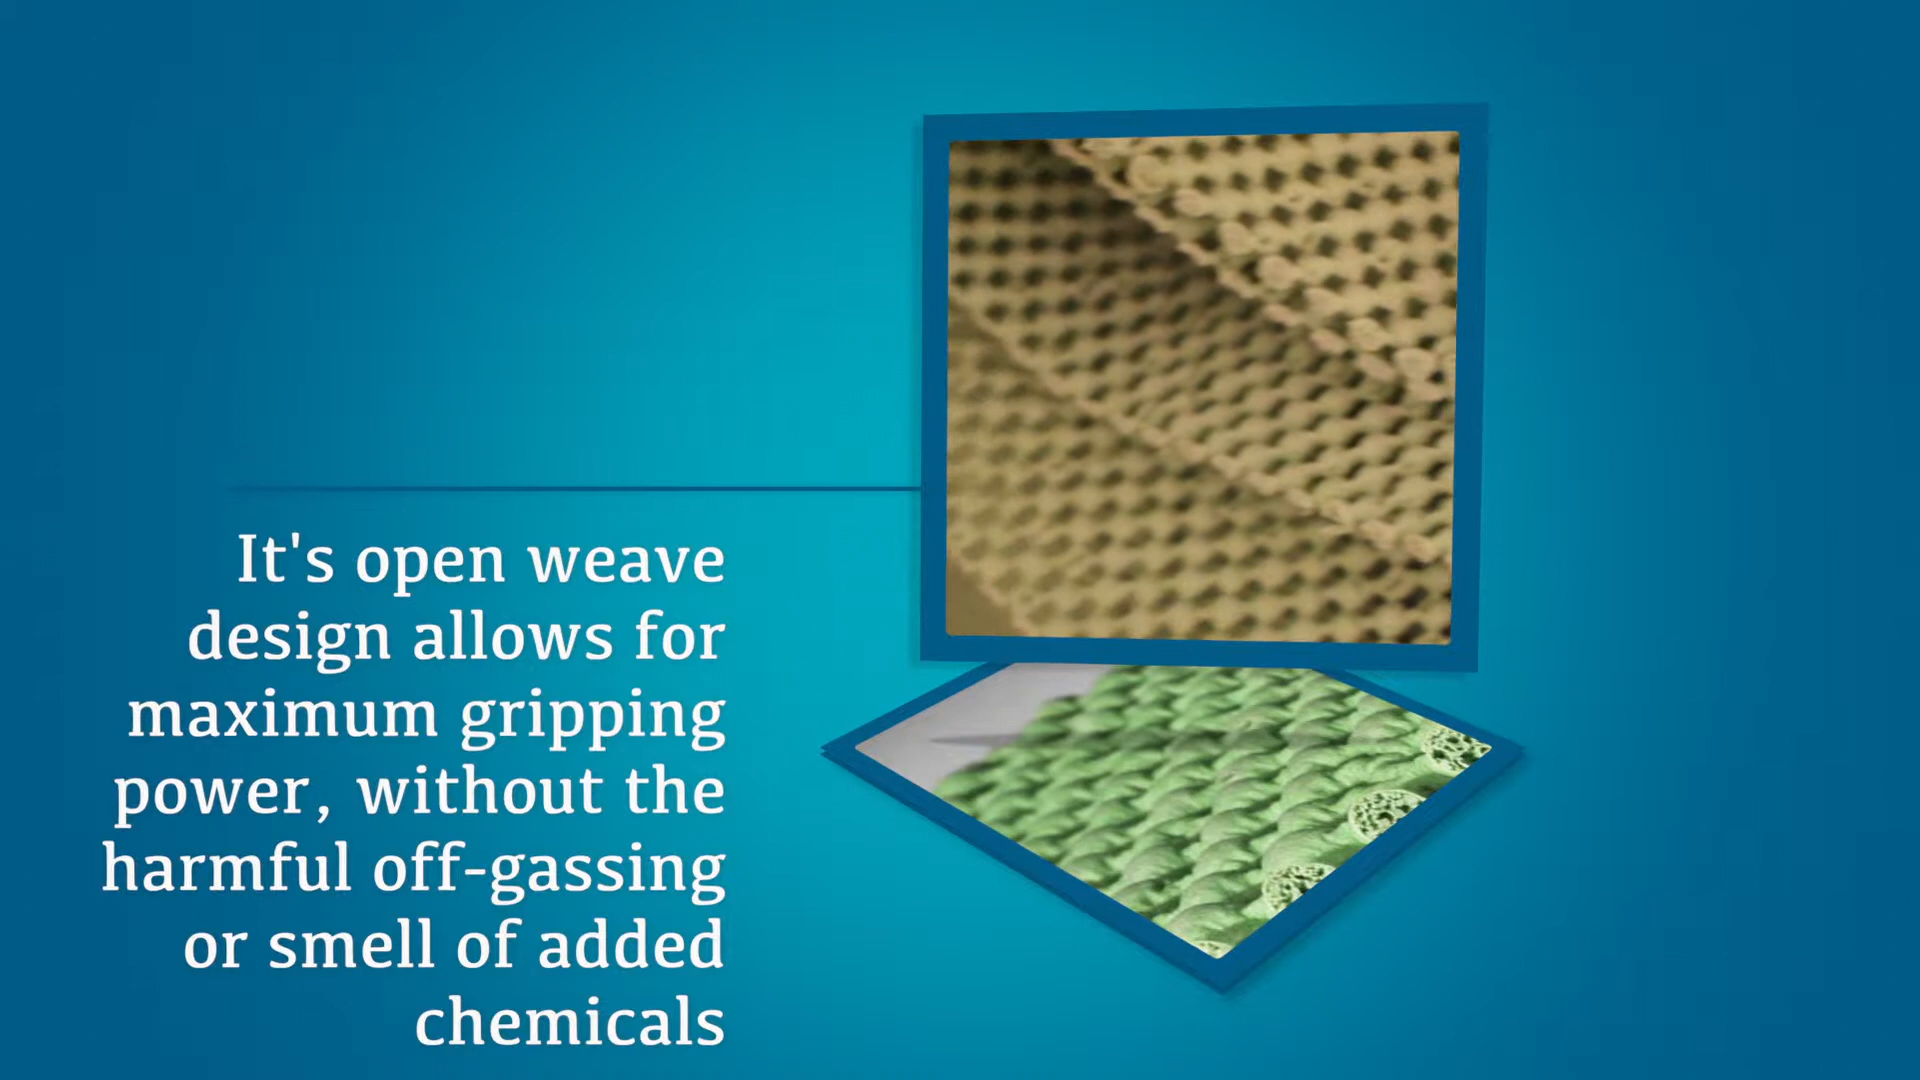 It's open weave
design allows for
maximum gripping
power, without the
harmful off-gassing
or smell of added
chemicals